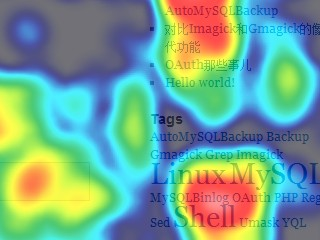 AutoMySQLBackup
对比Imagick和Gmagick的
代功能
OAuth那些事儿
Hello world!
Tags
AutoMySQLBackup Backup
Gmagick Grep Imagick
Linux MySQL
MySQLBinlog OAuth PHP Reg
Sed Shell Umask YQL